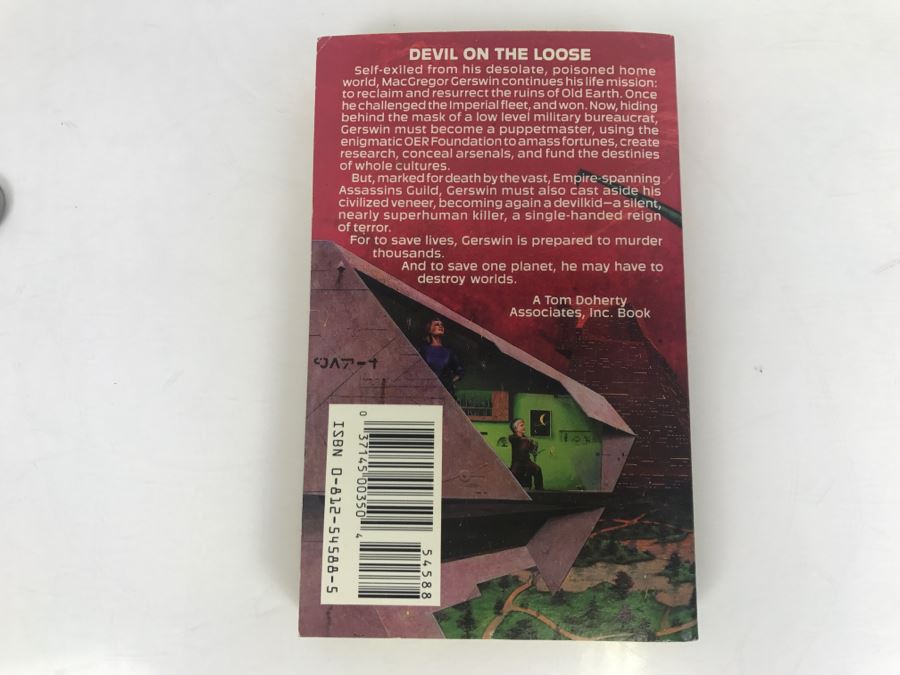 DEVIL ON THE LOOSE
Self-exiled from his desolate, poisoned home
world, MacGregor Gerswin continues his life mission:
to reclaim and resurrect the ruins of Old Earth. Once
he challenged the Imperial fleet, and won. Now, hiding
behind the mask of a low level military bureaucrat,
Gerswin must become a puppetmaster, using the
enigmatic OER Foundation to amass fortunes, create
research, conceal arsenals, and fund the destinies
of whole cultures.
But, marked for death by the vast, Empire-spanning
Assassins Guild, Gerswin must also cast aside his
civilized veneer, becoming again a devilkid—a silent,
nearly superhuman killer, a single-handed reign
of terror.
For to save lives, Gerswin is prepared to murder
thousands.
And to save one planet, he may have to
destroy worlds.
A Tom Doherty
Associates, Inc. Book
ISBN 0-812-54588-5
0 37145 00350 4
54588